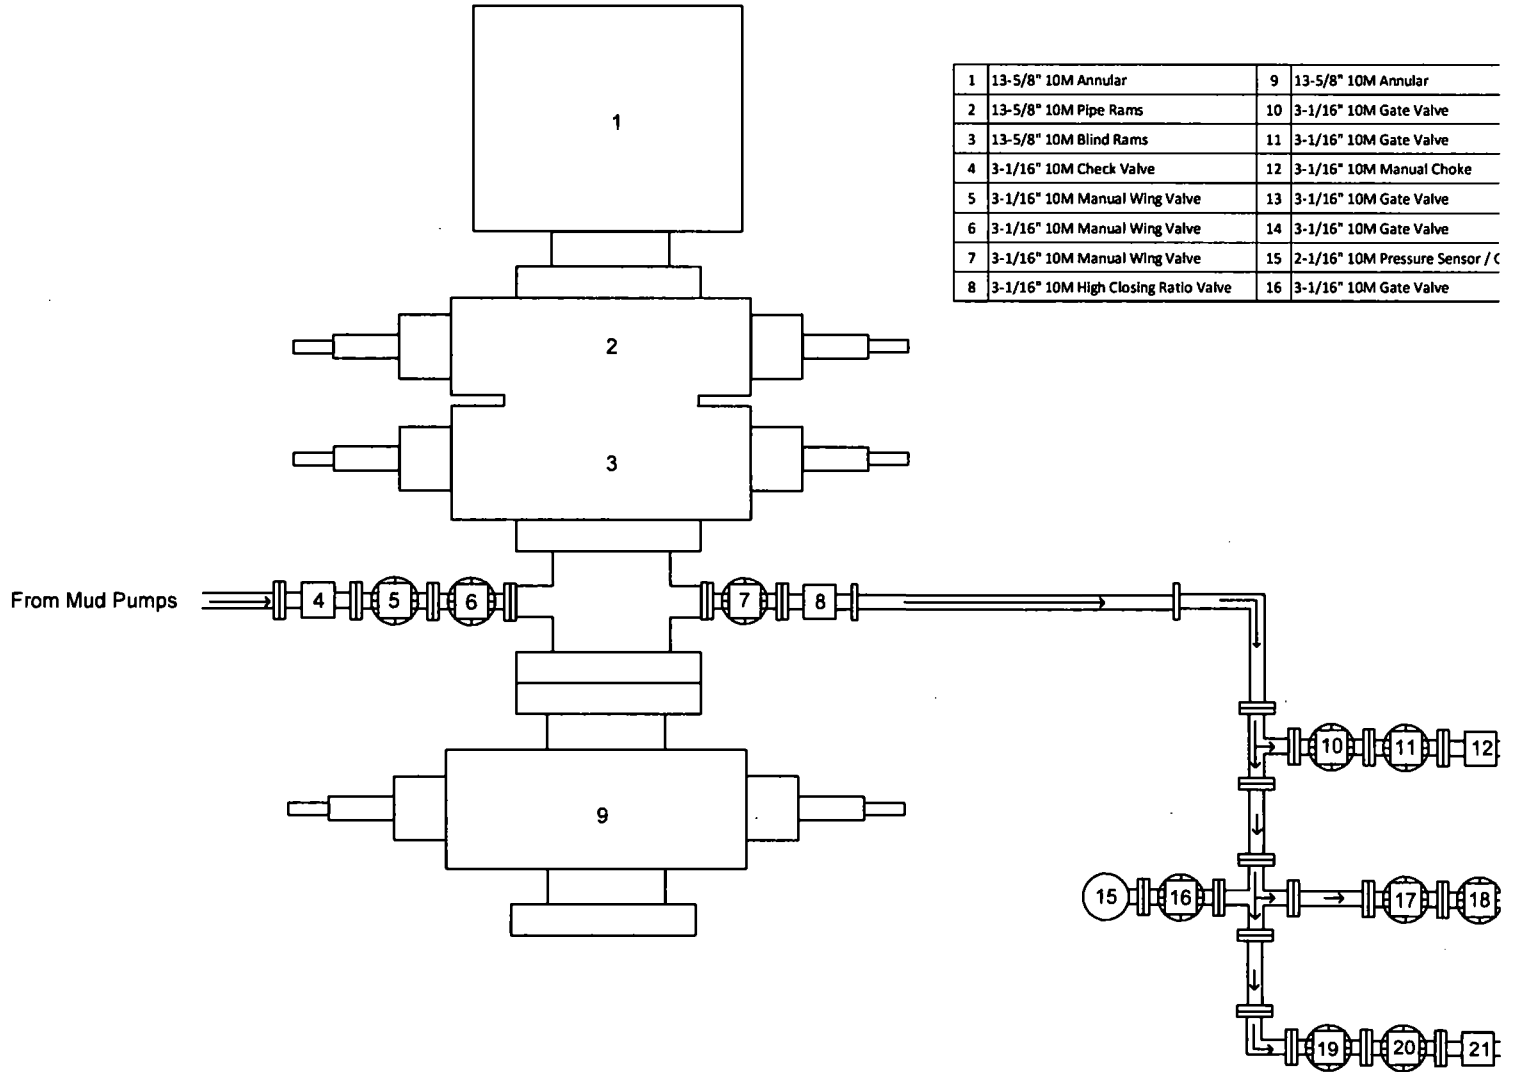 1
1 13-5/8" 10M Annular 9 13-5/8" 10M Annular
2 13-5/8" 10M Pipe Rams 10 3-1/16" 10M Gate Valve
3 13-5/8" 10M Blind Rams 11 3-1/16" 10M Gate Valve
4 3-1/16" 10M Check Valve 12 3-1/16" 10M Manual Choke
5 3-1/16" 10M Manual Wing Valve 13 3-1/16" 10M Gate Valve
6 3-1/16" 10M Manual Wing Valve 14 3-1/16" 10M Gate Valve
7 3-1/16" 10M Manual Wing Valve 15 2-1/16" 10M Pressure Sensor /
8 3-1/16" 10M High Closing Ratio Valve 16 3-1/16" 10M Gate Valve
2
3
From Mud Pumps 4 5 6 7 8
10 11 12
9
15 16 17 18
19 20 21